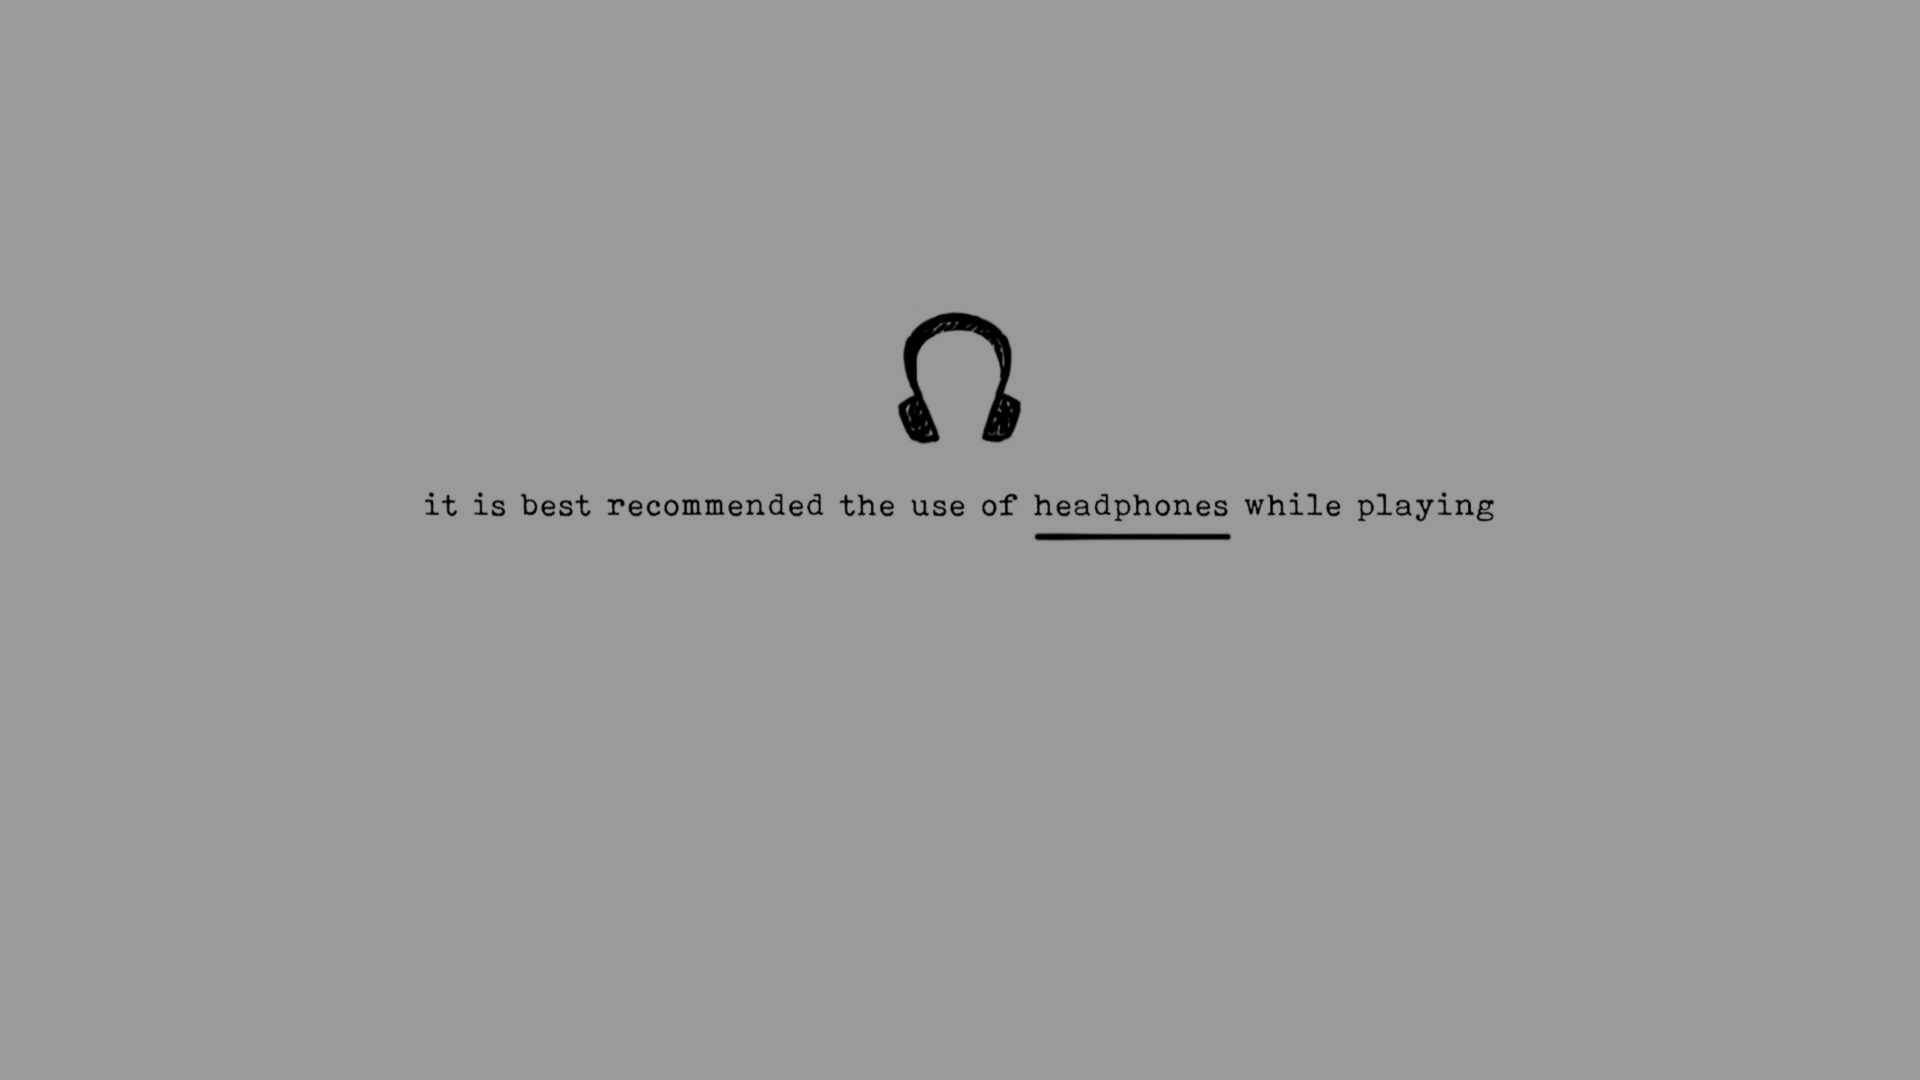 it is best recommended the use of headphones while playing